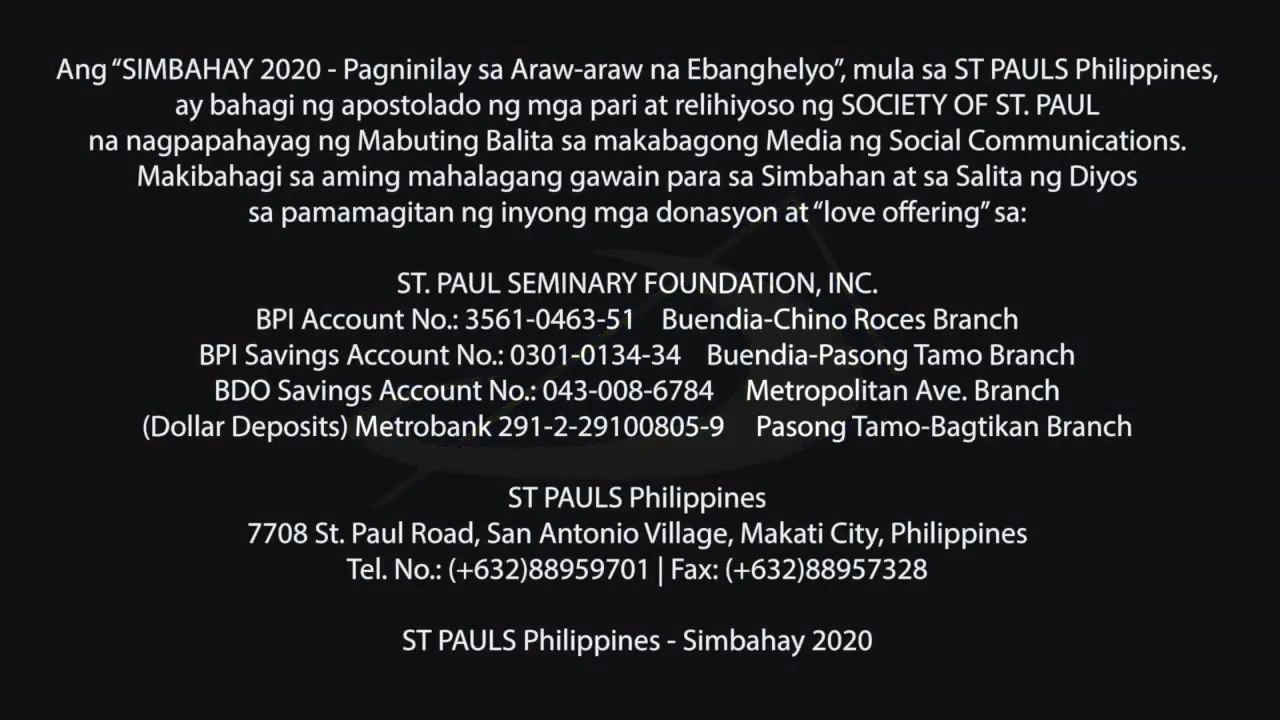 Ang “SIMBAHAY 2020 - Pagninilay sa Araw-araw na Ebanghelyo”, mula sa ST PAULS Philippines,
ay bahagi ng apostolado ng mga pari at relihiyoso ng SOCIETY OF ST. PAUL
na nagpapahayag ng Mabuting Balita sa makabagong Media ng Social Communications.
Makibahagi sa aming mahalagang gawain para sa Simbahan at sa Salita ng Diyos
sa pamamagitan ng inyong mga donasyon at “love offering” sa:
ST. PAUL SEMINARY FOUNDATION, INC.
BPI Account No.: 3561-0463-51 Buendia-Chino Roces Branch
BPI Savings Account No.: 0301-0134-34 Buendia-Pasong Tamo Branch
BDO Savings Account No.: 043-008-6784 Metropolitan Ave. Branch
(Dollar Deposits) Metrobank 291-2-29100805-9 Pasong Tamo-Bagtikan Branch
ST PAULS Philippines
7708 St. Paul Road, San Antonio Village, Makati City, Philippines
Tel. No.: (+632)88959701 | Fax: (+632)88957328
ST PAULS Philippines - Simbahay 2020